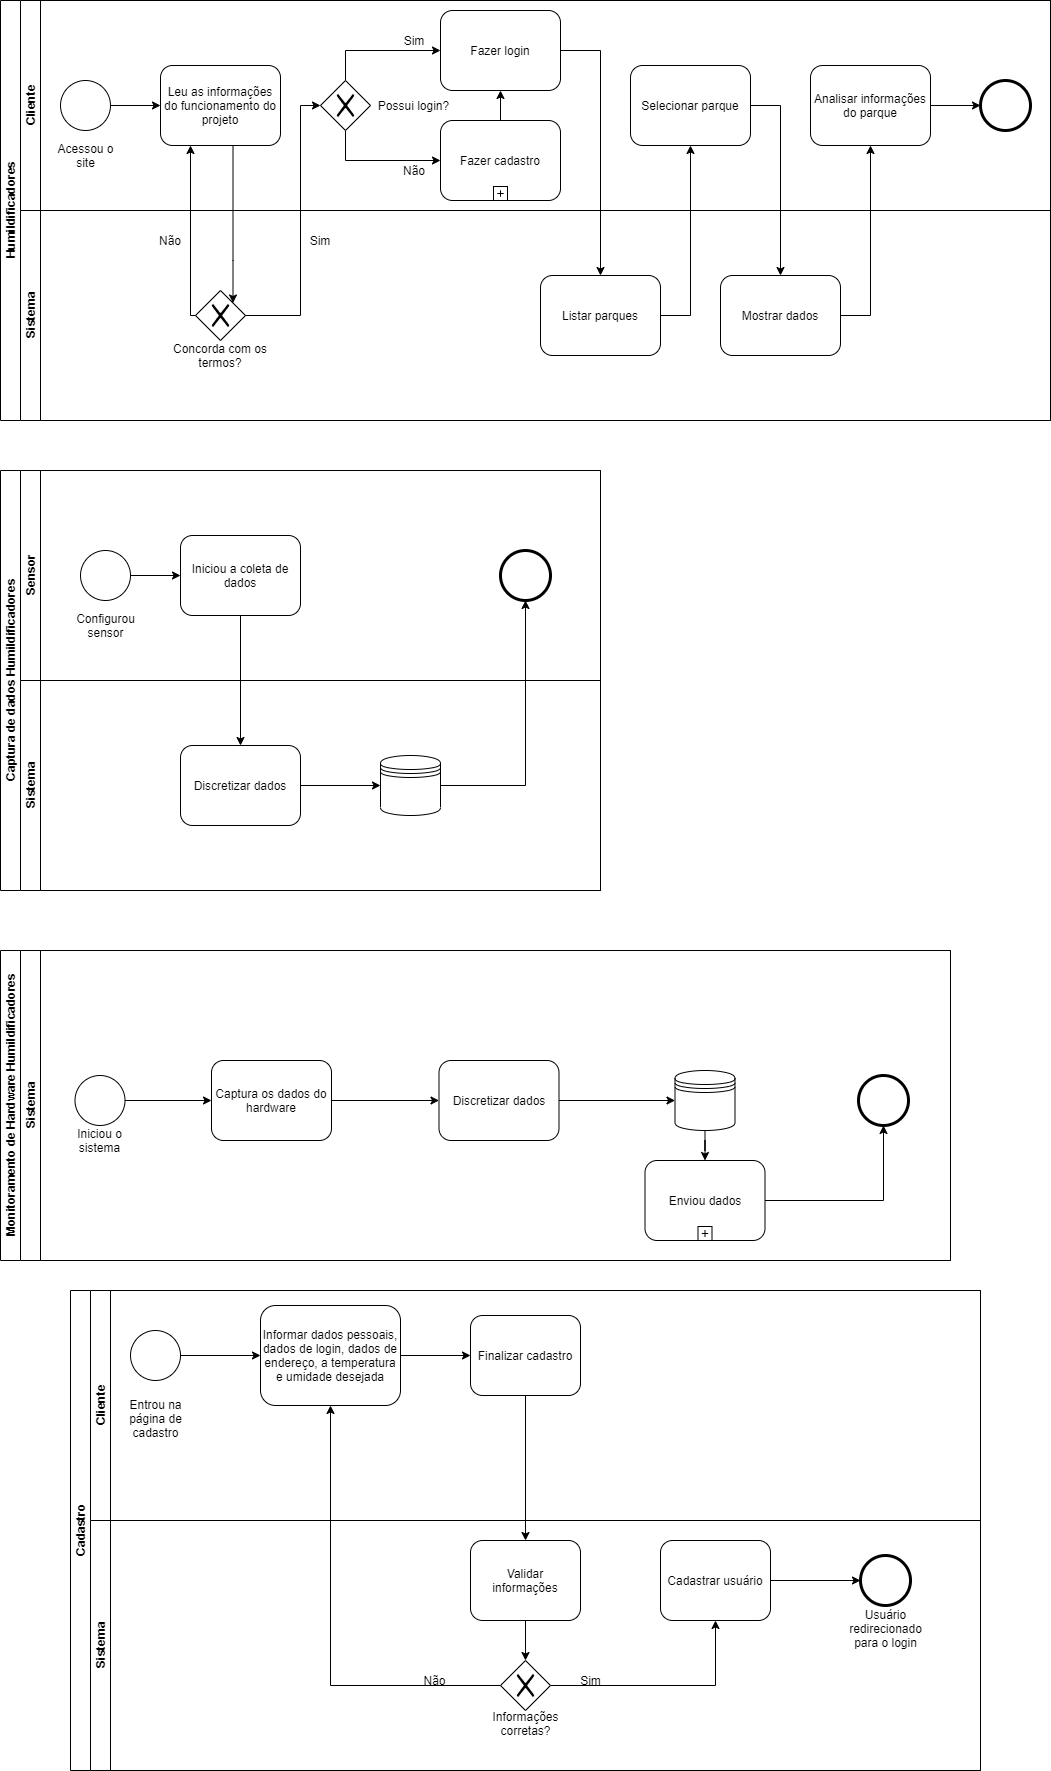 Humildificadores
Cliente
Acessou o
site
Leu as informações
do funcionamento do
projeto
Possui login?
Sim
Não
Fazer login
Fazer cadastro
Selecionar parque
Analisar informações
do parque
Sistema
Não
Sim
Concorda com os
termos?
Listar parques
Mostrar dados
Captura de dados Humildificadores
Sensor
Configurou
sensor
Iniciou a coleta de
dados
Sistema
Discretizar dados
Monitoramento de Hardware Humildificadores
Sistema
Iniciou o
sistema
Captura os dados do
hardware
Discretizar dados
Enviou dados
Cadastro
Cliente
Entrou na
página de
cadastro
Informar dados pessoais,
dados de login, dados de
endereço, a temperatura
e umidade desejada
Finalizar cadastro
Sistema
Validar
informações
Não
Sim
Informações
corretas?
Cadastrar usuário
Usuário
redirecionado
para o login